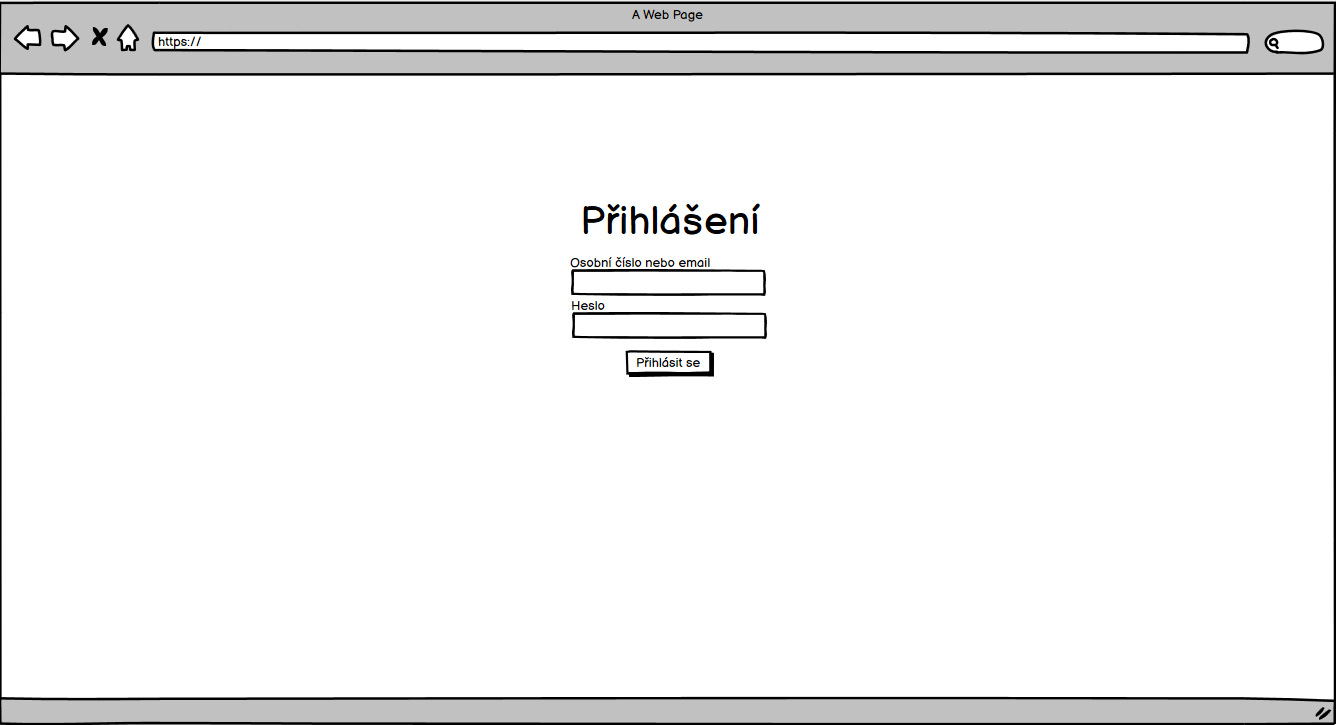 A Web Page
https://
Přihlášení
Osobní číslo nebo email
Heslo
Přihlásit se